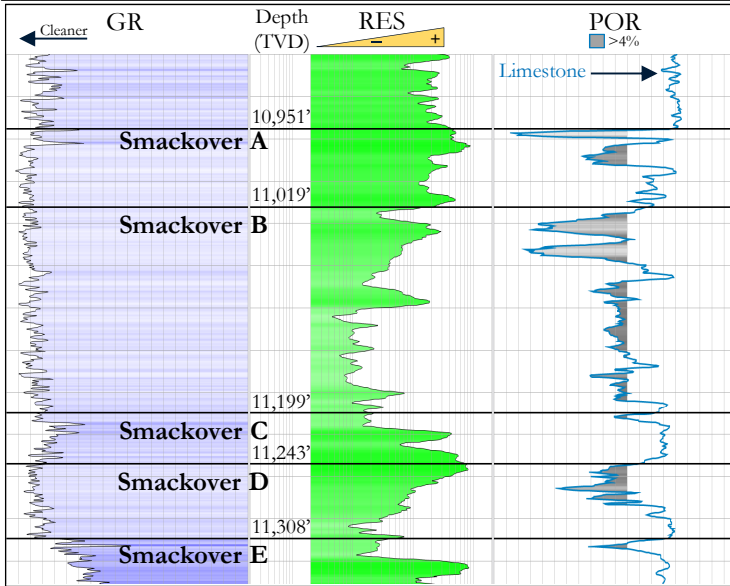 GR
Cleaner
Depth
(TVD)
RES
−
+
POR
>4%
Limestone
10,951'
Smackover A
11,019'
Smackover B
11,199'
Smackover C
11,243'
Smackover D
11,308'
Smackover E